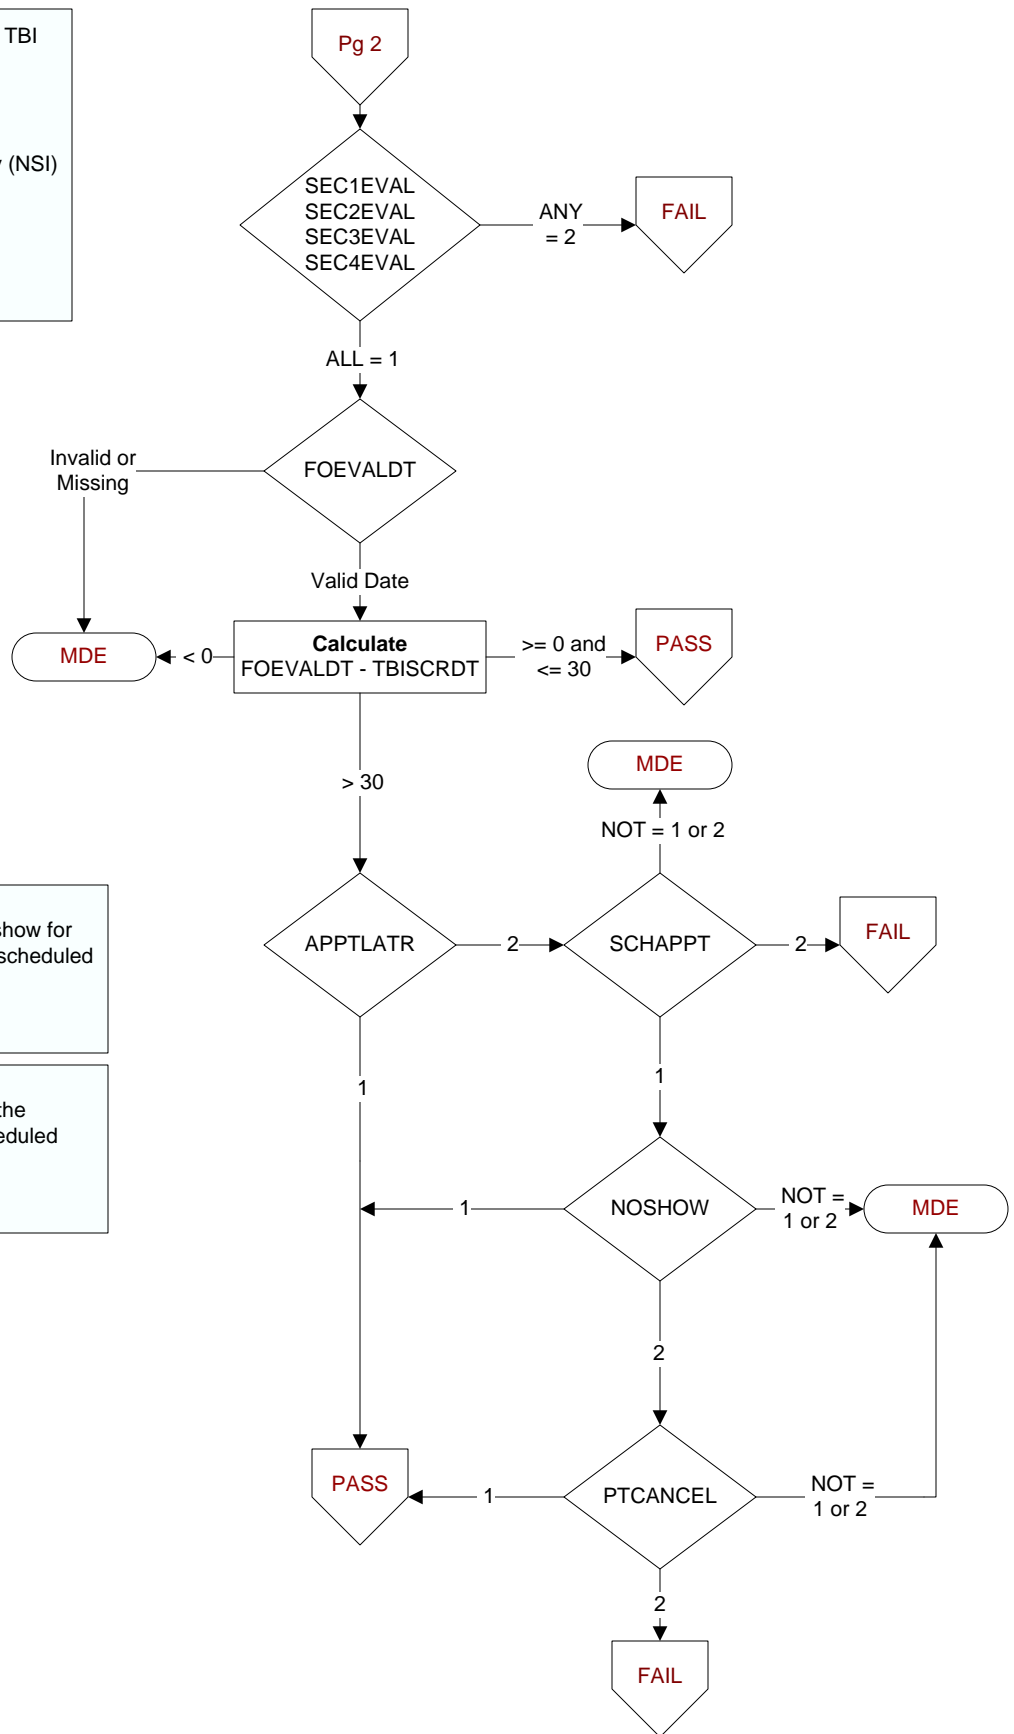 TBI
(NSI)
Pg 2
SEC1EVAL
SEC2EVAL
SEC3EVAL
SEC4EVAL
ANY
= 2
FAIL
ALL = 1
FOEVALDT
Invalid or
Missing
Valid Date
MDE
< 0
Calculate
FOEVALDT - TBISCRDT
>= 0 and
<= 30
PASS
> 30
MDE
NOT = 1 or 2
show for
scheduled
APPTLATR
2
SCHAPPT
2
FAIL
1
1
the
eduled
1
NOSHOW
NOT =
1 or 2
MDE
2
PASS
1
PTCANCEL
NOT =
1 or 2
2
FAIL